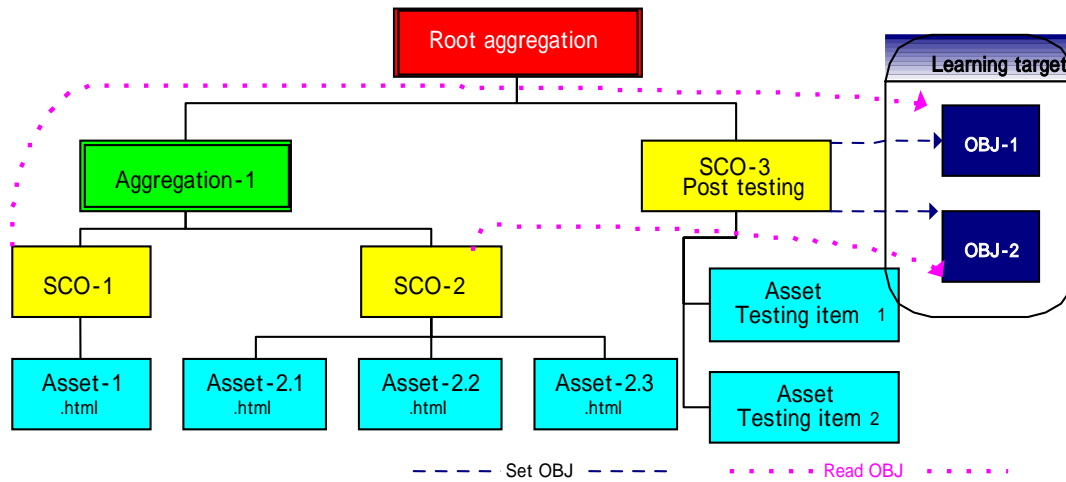 Root aggregation
Learning target
OBJ-1
Aggregation-1
SCO-3
Post testing
OBJ-2
SCO-1
SCO-2
Asset
Testing item 1
Asset-1
.html
Asset-2.1
.html
Asset-2.2
.html
Asset-2.3
.html
Asset
Testing item 2
Set OBJ
Read OBJ